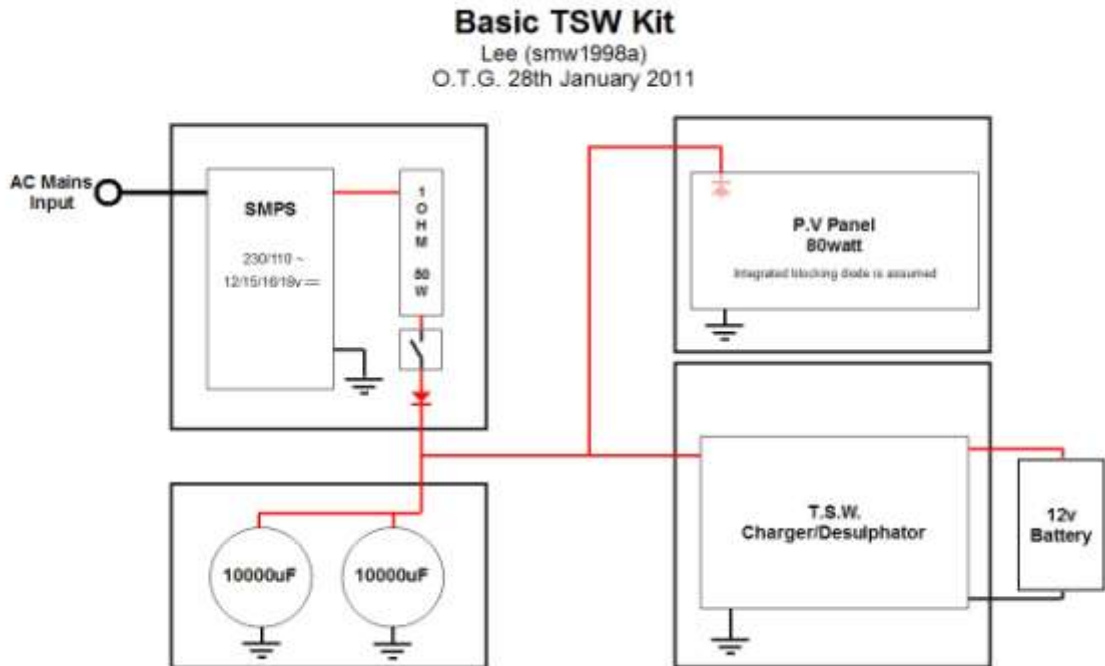 Basic TSW Kit
Lee (smw1998a)
O.T.G. 28th January 2011
AC Mains
Input
SMPS
230/110 ~
12/15/16/19v
1
O
H
M
50
W
P.V Panel
80watt
Integrated blocking diode is assumed
T.S.W.
Charger/Desulphator
12v
Battery
10000uF
10000uF